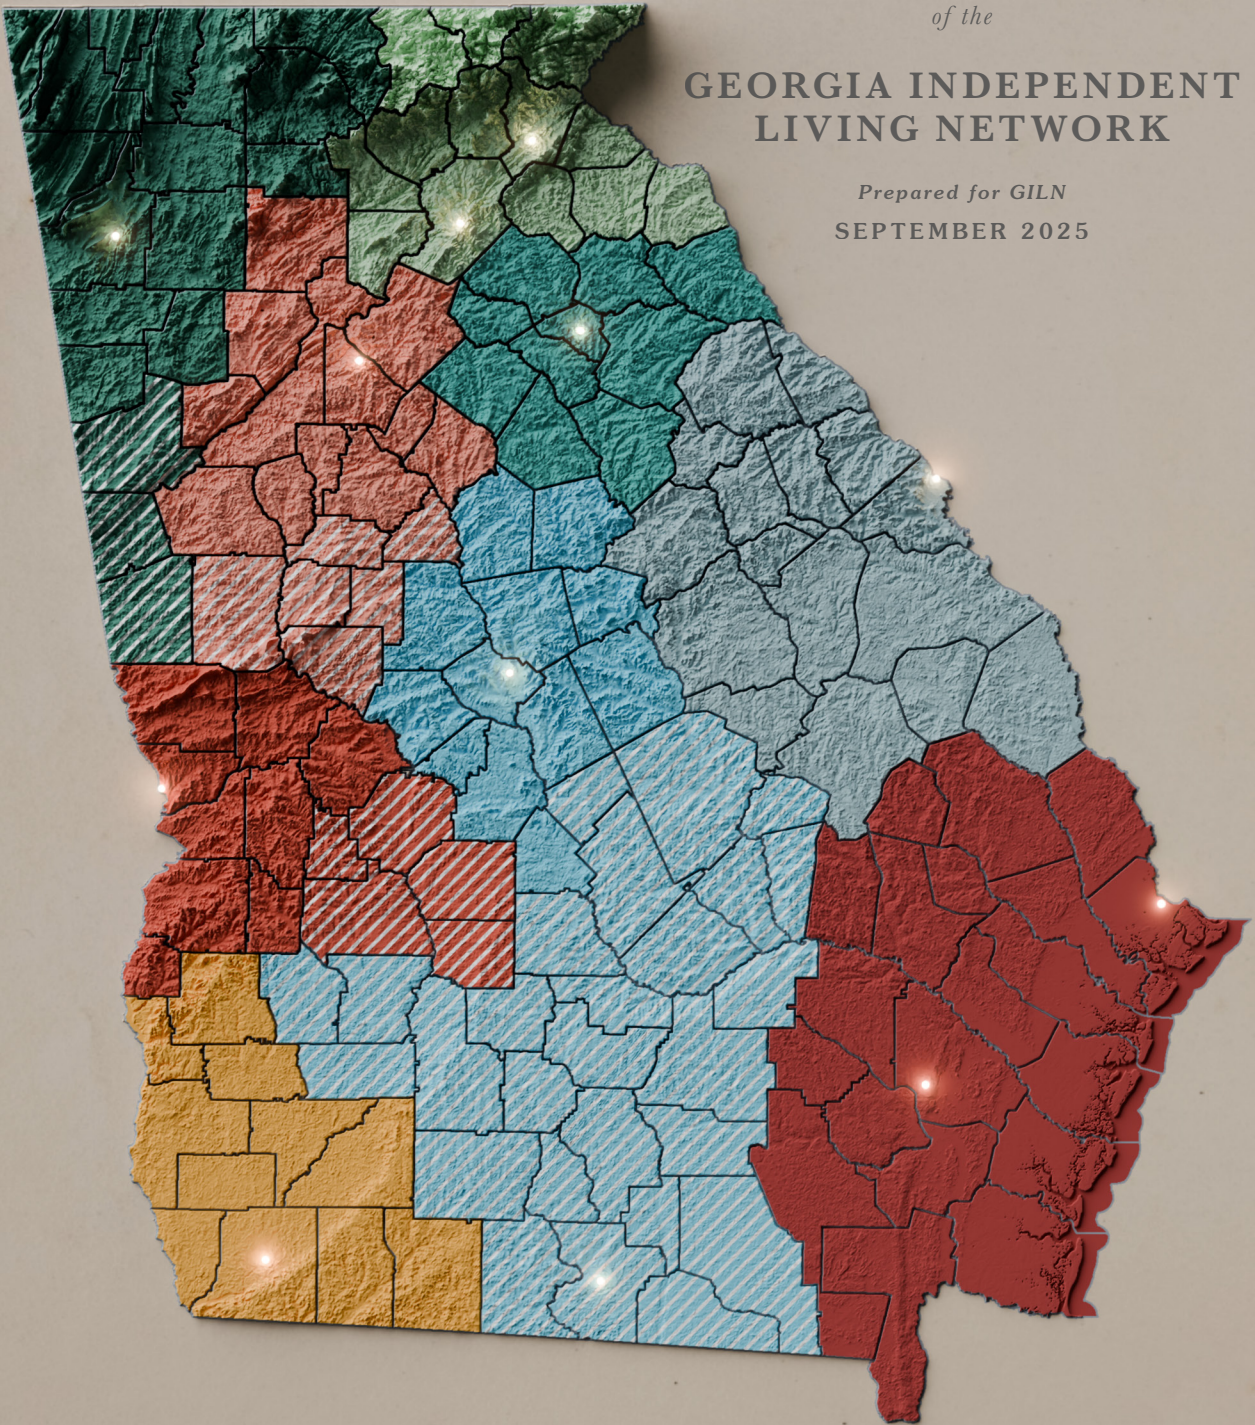 of the
GEORGIA INDEPENDENT
LIVING NETWORK
Prepared for GILN
SEPTEMBER 2025